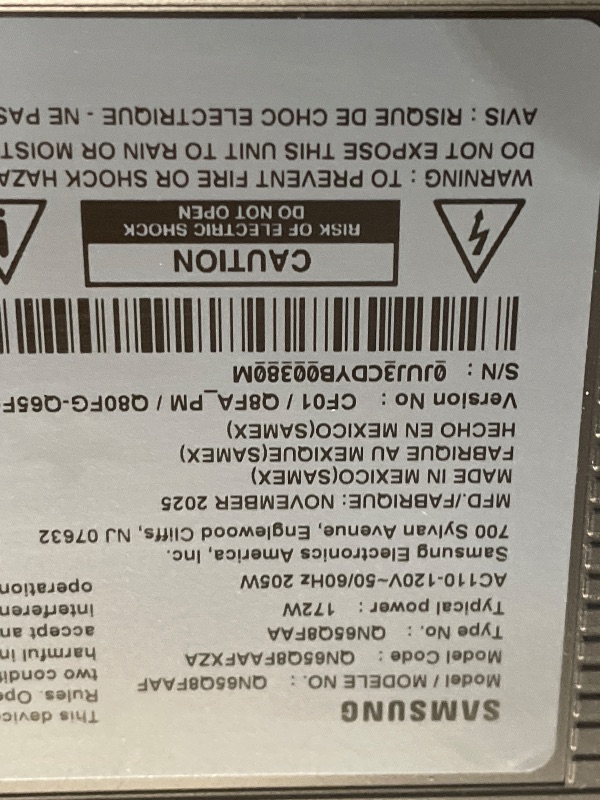 SAMSUNG
Model / MODELE NO. : QN65Q8FAAF
Model Code : QN65Q8FAAFXZA
Type No. : QN65Q8FAA
Typical power : 172W
AC110-120V~50/60Hz 205W
Samsung Electronics America, Inc.
700 Sylvan Avenue, Englewood Cliffs, NJ 07632
MFD./FABRIQUE: NOVEMBER 2025
MADE IN MEXICO(SAMEX)
FABRIQUE AU MEXIQUE(SAMEX)
HECHO EN MEXICO(SAMEX)
Version No : CF01 / Q8FA_PM / Q80FG-Q65F
S/N : 0JUJ3CDYB00380M
CAUTION
RISK OF ELECTRIC SHOCK
DO NOT OPEN
WARNING : TO PREVENT FIRE OR SHOCK HAZA
DO NOT EXPOSE THIS UNIT TO RAIN OR MOIST
AVIS : RISQUE DE CHOC ELECTRIQUE - NE PAS
This device
Rules. Ope
two condit
harmful in
accept an
interferen
operation